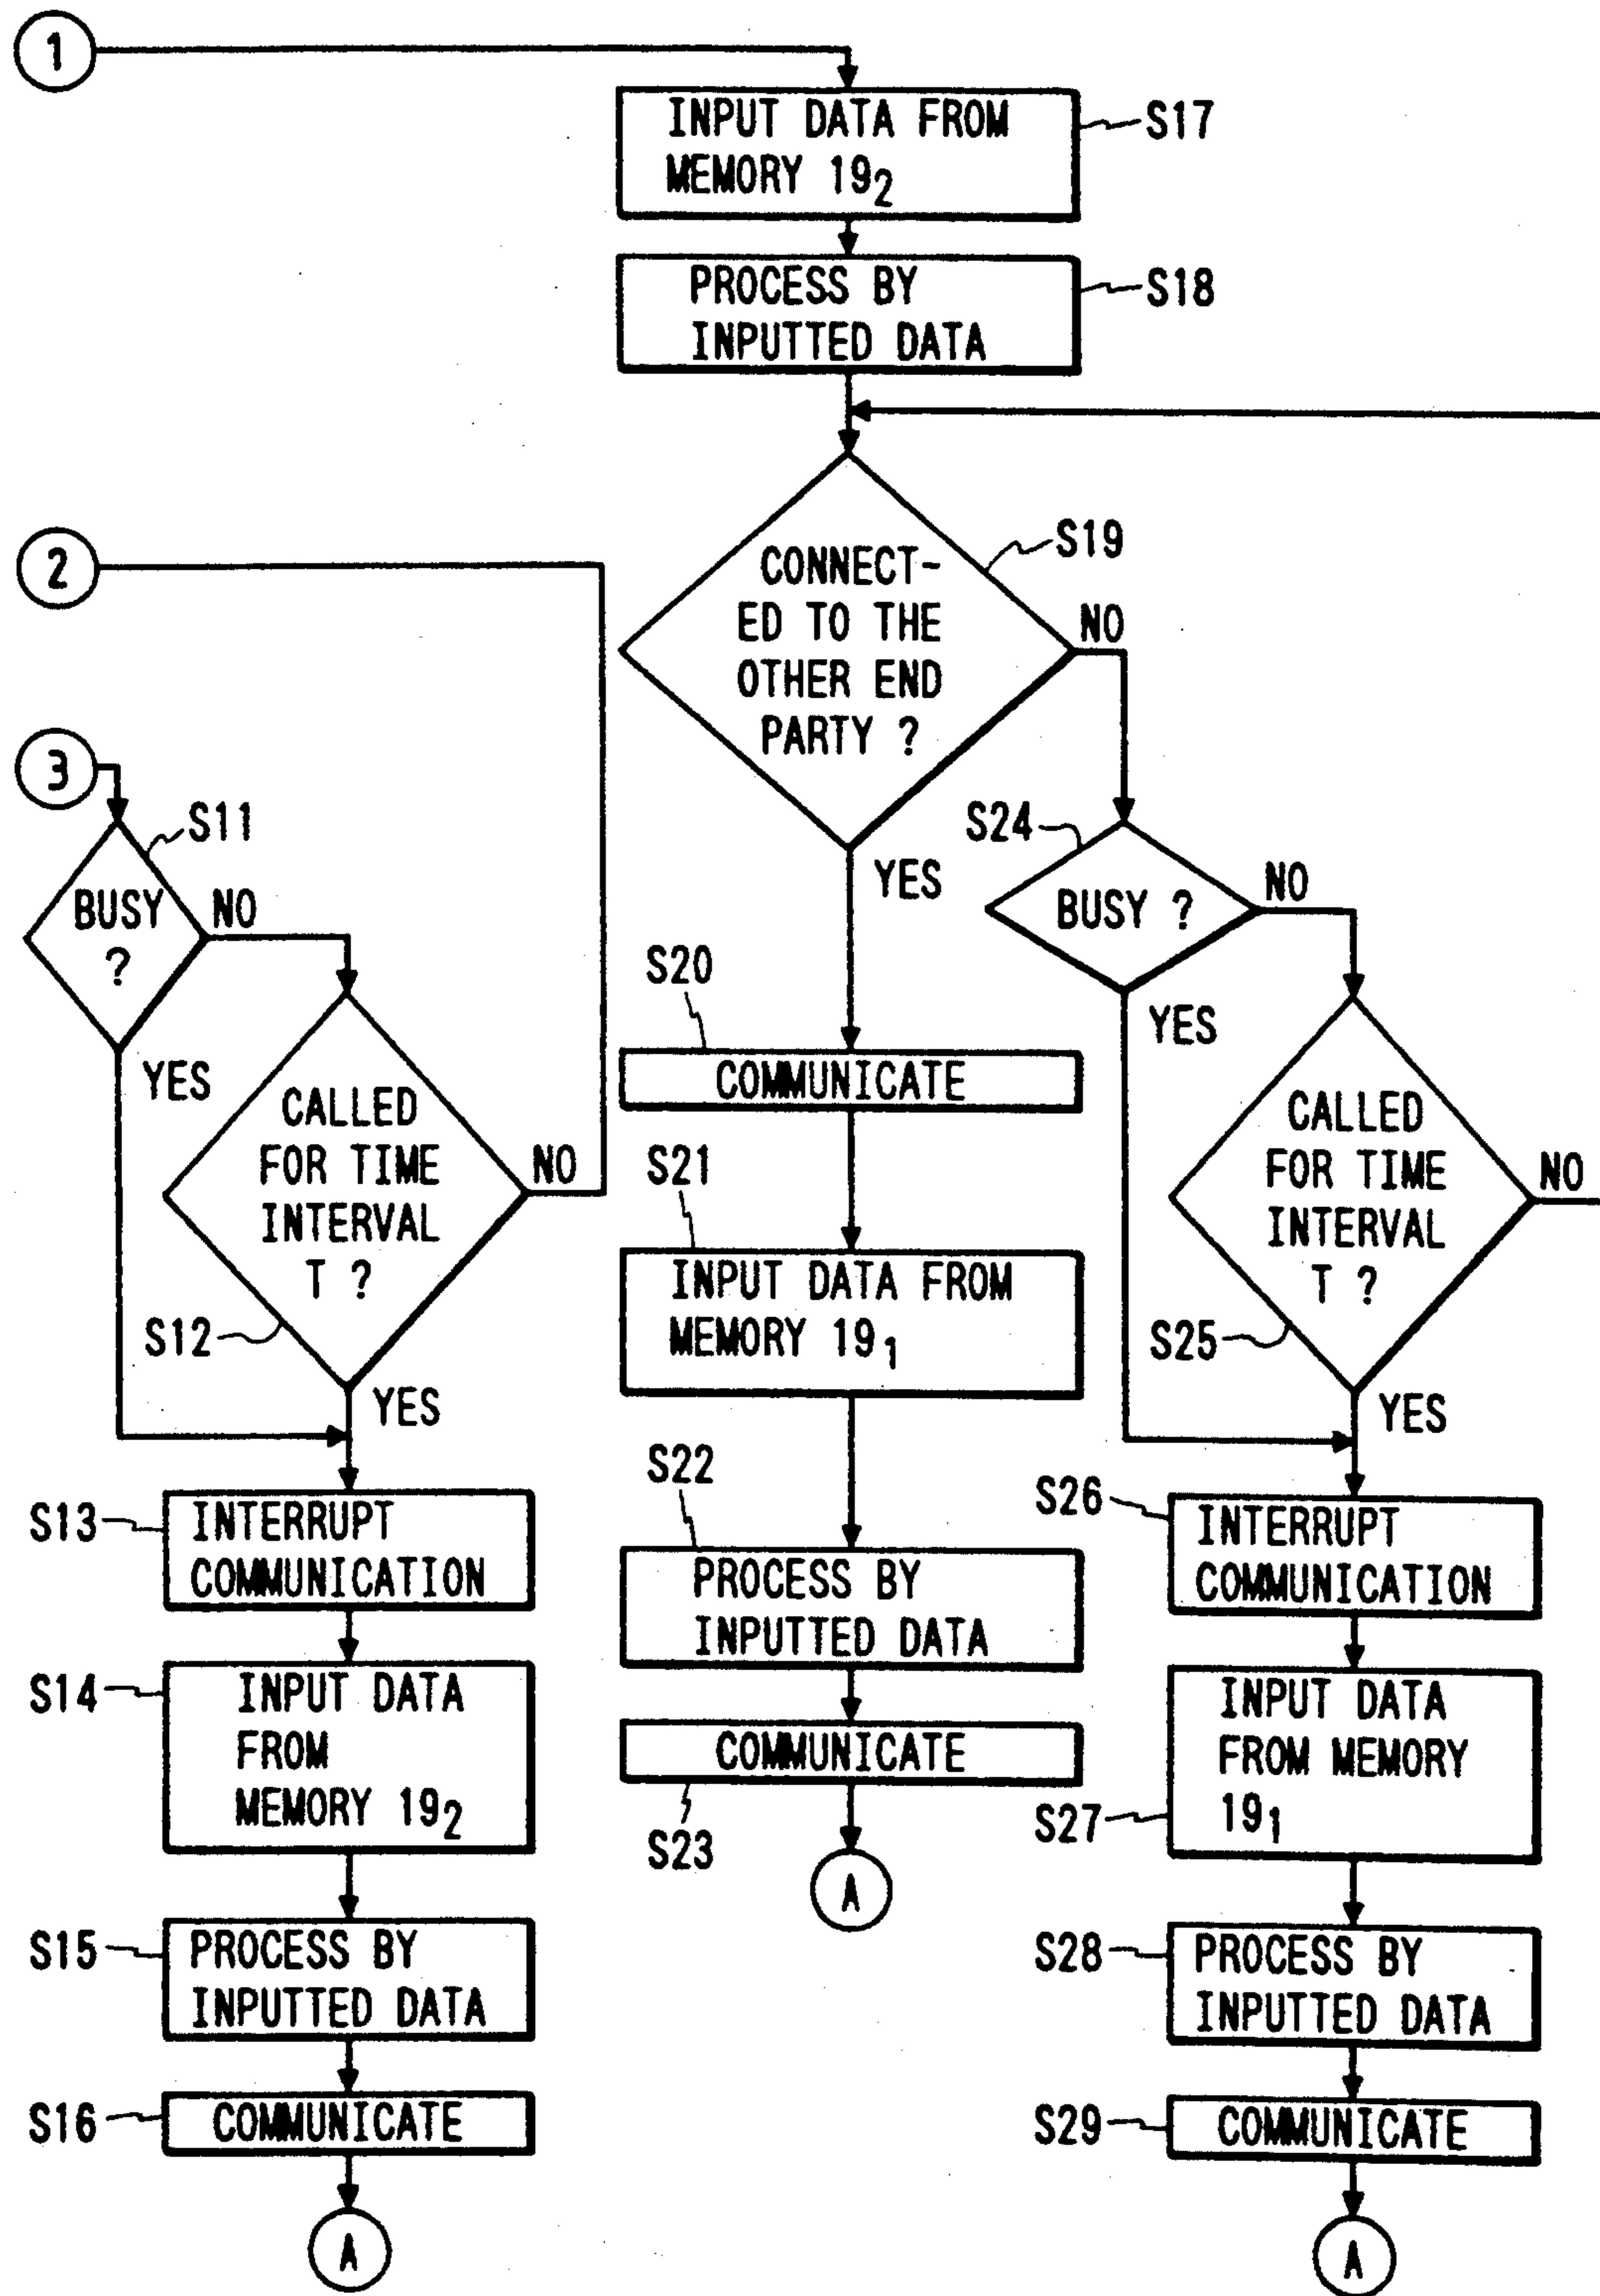 1
INPUT DATA FROM
MEMORY 19₂
S17
PROCESS BY
INPUTTED DATA
S18
2
CONNECT-
ED TO THE
OTHER END
PARTY ?
S19
NO
YES
3
S11
BUSY
?
NO
YES
CALLED
FOR TIME
INTERVAL
T ?
S12
NO
YES
S13
INTERRUPT
COMMUNICATION
S14
INPUT DATA
FROM
MEMORY 19₂
S15
PROCESS BY
INPUTTED DATA
S16
COMMUNICATE
A
S20
COMMUNICATE
S21
INPUT DATA FROM
MEMORY 19₁
S22
PROCESS BY
INPUTTED DATA
COMMUNICATE
S23
A
S24
BUSY ?
NO
YES
CALLED
FOR TIME
INTERVAL
T ?
S25
NO
YES
S26
INTERRUPT
COMMUNICATION
INPUT DATA
FROM MEMORY
19₁
S27
S28
PROCESS BY
INPUTTED DATA
S29
COMMUNICATE
A